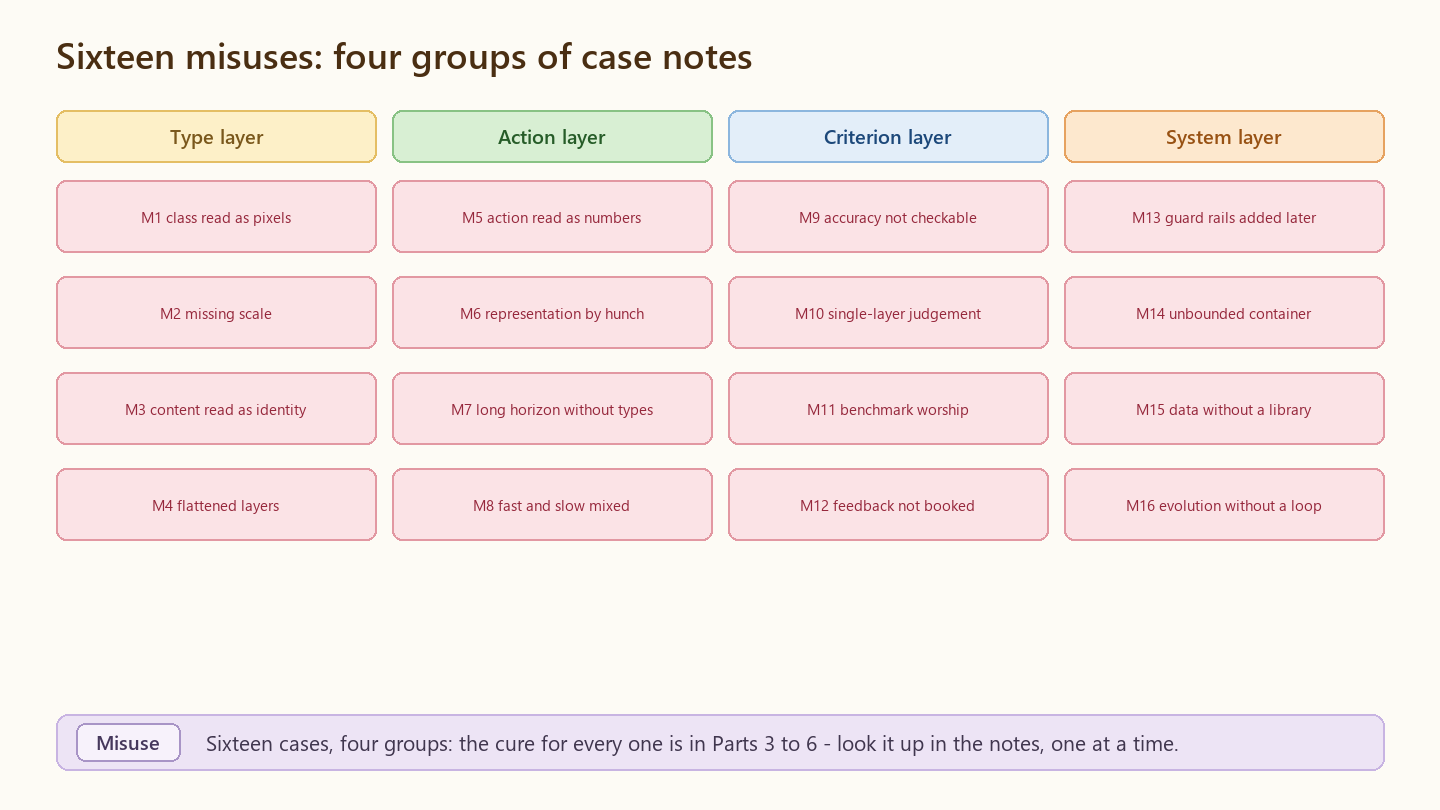 Sixteen misuses: four groups of case notes
Type layer
Action layer
Criterion layer
System layer
M1 class read as pixels
M5 action read as numbers
M9 accuracy not checkable
M13 guard rails added later
M2 missing scale
M6 representation by hunch
M10 single-layer judgement
M14 unbounded container
M3 content read as identity
M7 long horizon without types
M11 benchmark worship
M15 data without a library
M4 flattened layers
M8 fast and slow mixed
M12 feedback not booked
M16 evolution without a loop
Misuse
Sixteen cases, four groups: the cure for every one is in Parts 3 to 6 - look it up in the notes, one at a time.